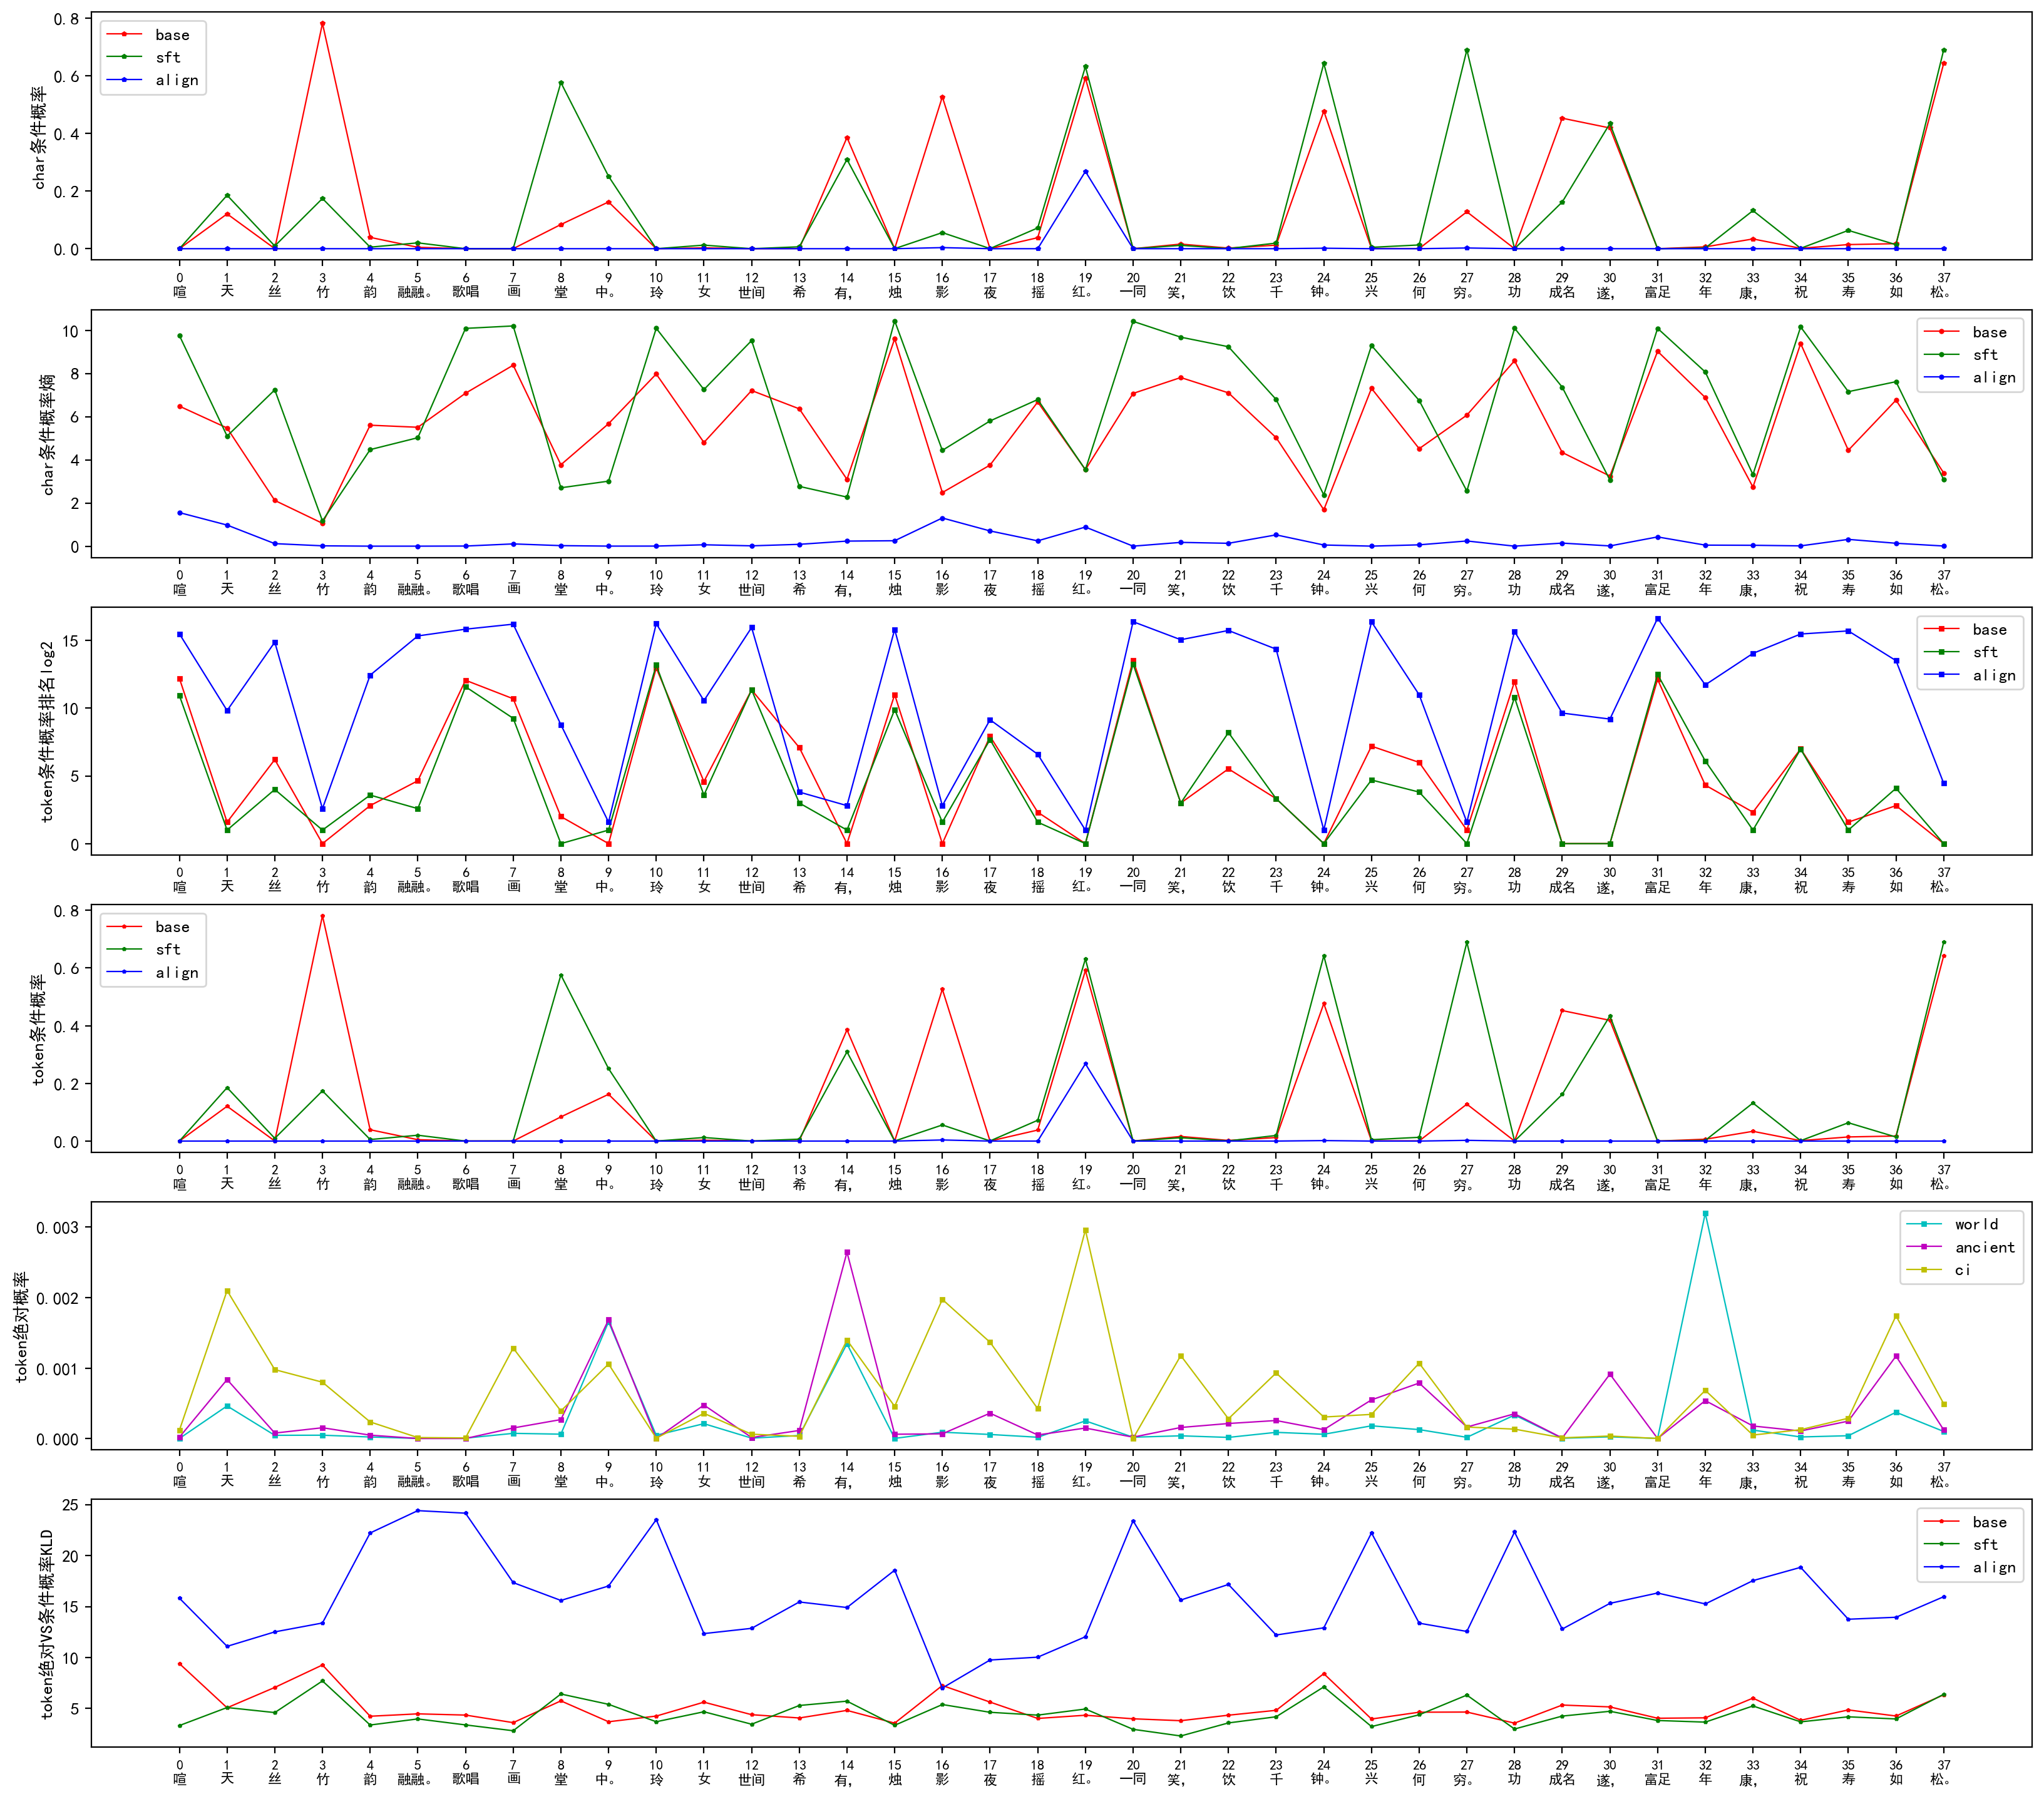 char条件概率
0.8
0.6
0.4
0.2
0.0
base
sft
align
0 1 2 3 4 5 6 7 8 9 10 11 12 13 14 15 16 17 18 19 20 21 22 23 24 25 26 27 28 29 30 31 32 33 34 35 36 37
喧 天 丝 竹 韵 融融。 歌唱 画 堂 中。 玲 女 世间 希 有， 烛 影 夜 摇 红。 一同 笑， 饮 千 钟。 兴 何 穷。 功 成名 遂， 富足 年 康， 祝 寿 如 松。
char条件概率熵
10
8
6
4
2
0
base
sft
align
0 1 2 3 4 5 6 7 8 9 10 11 12 13 14 15 16 17 18 19 20 21 22 23 24 25 26 27 28 29 30 31 32 33 34 35 36 37
喧 天 丝 竹 韵 融融。 歌唱 画 堂 中。 玲 女 世间 希 有， 烛 影 夜 摇 红。 一同 笑， 饮 千 钟。 兴 何 穷。 功 成名 遂， 富足 年 康， 祝 寿 如 松。
token条件概率排名log2
15
10
5
0
base
sft
align
0 1 2 3 4 5 6 7 8 9 10 11 12 13 14 15 16 17 18 19 20 21 22 23 24 25 26 27 28 29 30 31 32 33 34 35 36 37
喧 天 丝 竹 韵 融融。 歌唱 画 堂 中。 玲 女 世间 希 有， 烛 影 夜 摇 红。 一同 笑， 饮 千 钟。 兴 何 穷。 功 成名 遂， 富足 年 康， 祝 寿 如 松。
token条件概率
0.8
0.6
0.4
0.2
0.0
base
sft
align
0 1 2 3 4 5 6 7 8 9 10 11 12 13 14 15 16 17 18 19 20 21 22 23 24 25 26 27 28 29 30 31 32 33 34 35 36 37
喧 天 丝 竹 韵 融融。 歌唱 画 堂 中。 玲 女 世间 希 有， 烛 影 夜 摇 红。 一同 笑， 饮 千 钟。 兴 何 穷。 功 成名 遂， 富足 年 康， 祝 寿 如 松。
token绝对概率
0.003
0.002
0.001
0.000
world
ancient
ci
0 1 2 3 4 5 6 7 8 9 10 11 12 13 14 15 16 17 18 19 20 21 22 23 24 25 26 27 28 29 30 31 32 33 34 35 36 37
喧 天 丝 竹 韵 融融。 歌唱 画 堂 中。 玲 女 世间 希 有， 烛 影 夜 摇 红。 一同 笑， 饮 千 钟。 兴 何 穷。 功 成名 遂， 富足 年 康， 祝 寿 如 松。
token绝对VS条件概率KLD
25
20
15
10
5
base
sft
align
0 1 2 3 4 5 6 7 8 9 10 11 12 13 14 15 16 17 18 19 20 21 22 23 24 25 26 27 28 29 30 31 32 33 34 35 36 37
喧 天 丝 竹 韵 融融。 歌唱 画 堂 中。 玲 女 世间 希 有， 烛 影 夜 摇 红。 一同 笑， 饮 千 钟。 兴 何 穷。 功 成名 遂， 富足 年 康， 祝 寿 如 松。